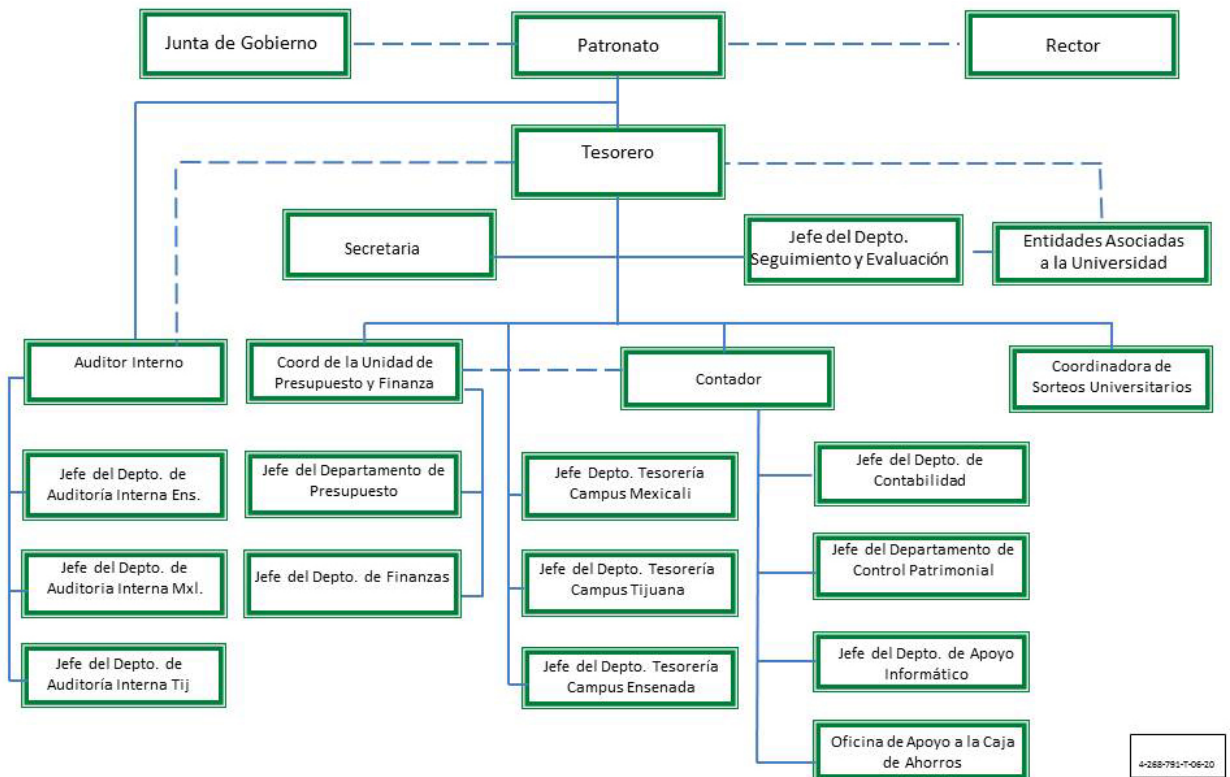 Junta de Gobierno
Patronato
Rector
Tesorero
Secretaria
Jefe del Depto.
Seguimiento y Evaluación
Entidades Asociadas
a la Universidad
Auditor Interno
Coord de la Unidad de
Presupuesto y Finanza
Contador
Coordinadora de
Sorteos Universitarios
Jefe del Depto. de
Auditoría Interna Ens.
Jefe del Depto. de
Auditoria Interna Mxl.
Jefe del Depto. de
Auditoría Interna Tij
Jefe del Departamento de
Presupuesto
Jefe del Depto. de Finanzas
Jefe Depto. Tesorería
Campus Mexicali
Jefe del Depto. Tesorería
Campus Tijuana
Jefe del Depto. Tesorería
Campus Ensenada
Jefe del Depto. de
Contabilidad
Jefe del Departamento de
Control Patrimonial
Jefe del Depto. de Apoyo
Informático
Oficina de Apoyo a la Caja
de Ahorros
4-268-791-T-06-20